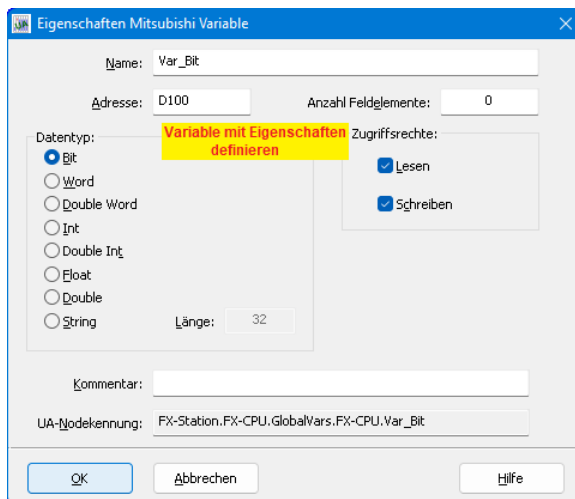 Eigenschaften Mitsubishi Variable
Name: Var_Bit
Adresse: D100 Anzahl Feldelemente: 0
Datentyp: Variable mit Eigenschaften definieren Zugriffsrechte:
Bit
Lesen
Word
Double Word
Schreiben
Int
Double Int
Float
Double
String Länge: 32
Kommentar:
UA-Nodekennung: FX-Station.FX-CPU.GlobalVars.FX-CPU.Var_Bit
OK Abbrechen Hilfe